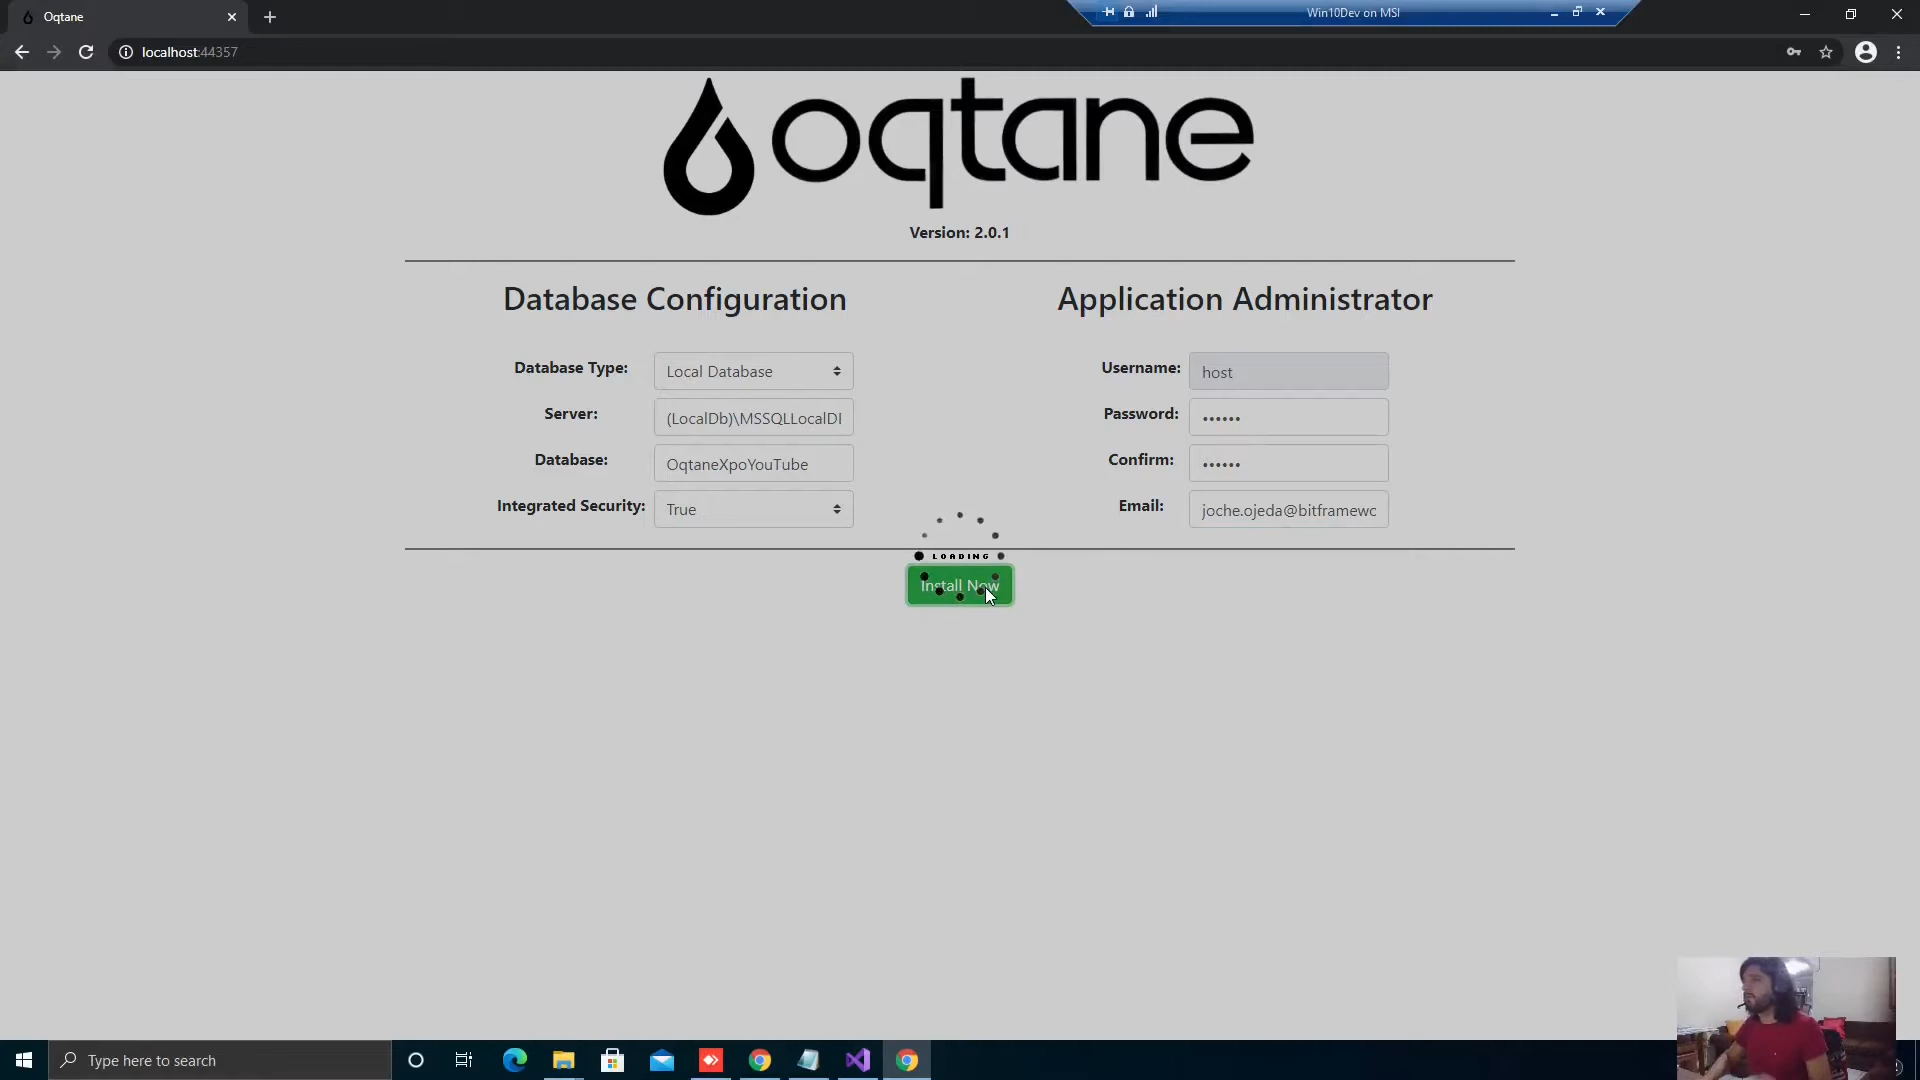 Oqtane
Win10Dev on MSI
localhost:44357
oqtane
Version: 2.0.1
Database Configuration
Application Administrator
Database Type:
Local Database
Username:
host
Server:
(LocalDb)\MSSQLLocalDI
Password:
••••••
Database:
OqtaneXpoYouTube
Confirm:
••••••
Integrated Security:
True
Email:
joche.ojeda@bitframewc
LOADING
Install Now
Type here to search